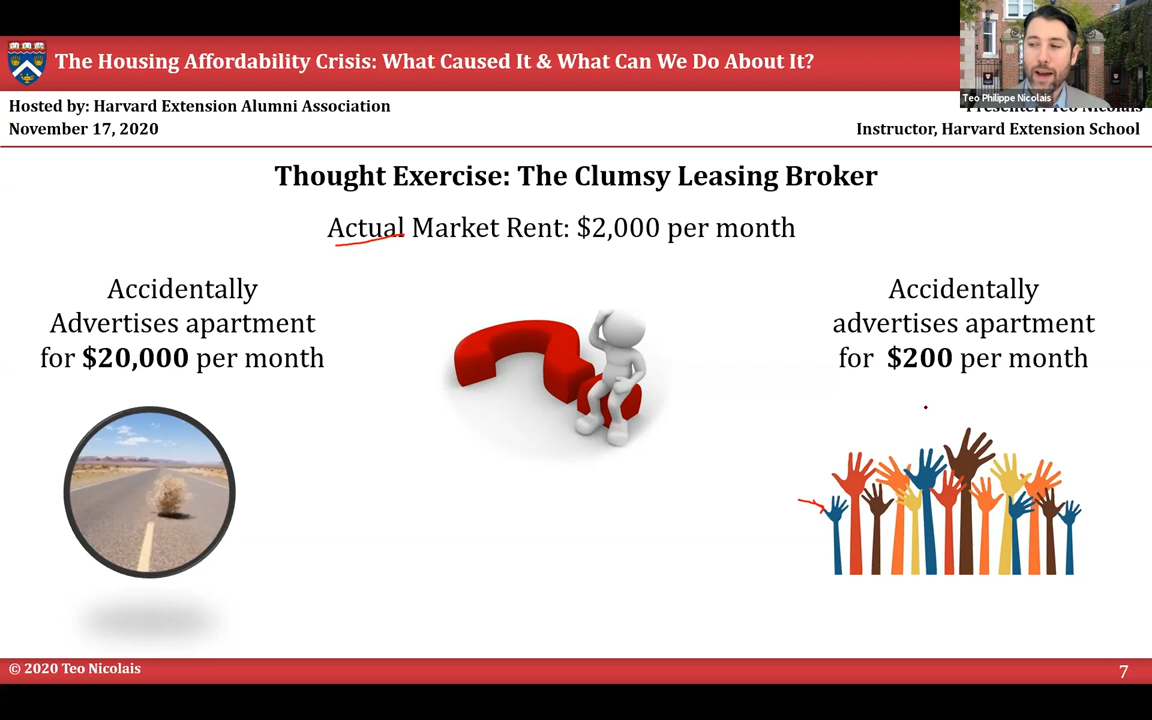 The Housing Affordability Crisis: What Caused It & What Can We Do About It?
Hosted by: Harvard Extension Alumni Association
November 17, 2020
Teo Philippe Nicolais
Presenter: Teo Nicolais
Instructor, Harvard Extension School
Thought Exercise: The Clumsy Leasing Broker
Actual Market Rent: $2,000 per month
Accidentally
Advertises apartment
for $20,000 per month
Accidentally
advertises apartment
for $200 per month
© 2020 Teo Nicolais
7